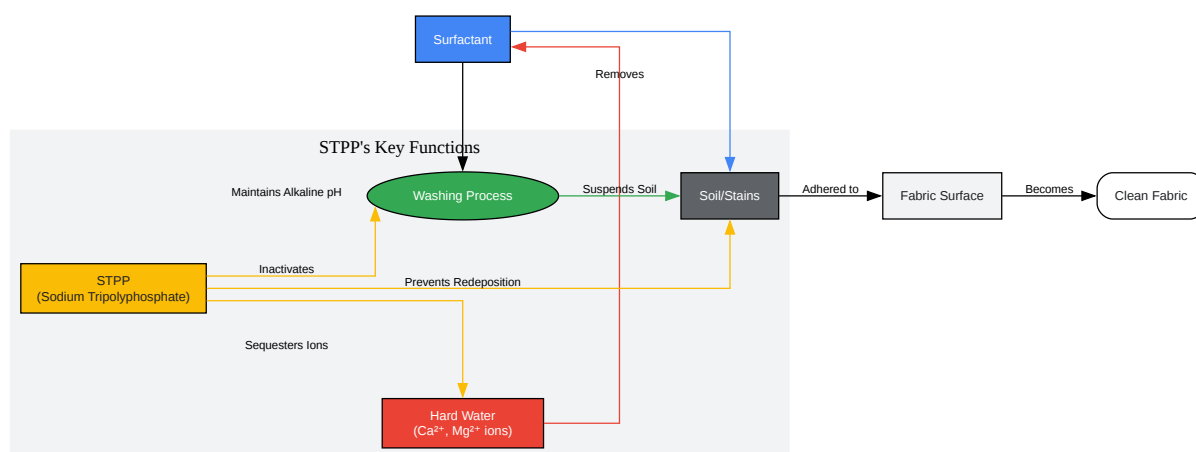 Surfactant
Removes
STPP's Key Functions
Maintains Alkaline pH
Washing Process
Suspends Soil
Soil/Stains
Adhered to
Fabric Surface
Becomes
Clean Fabric
Inactivates
STPP
(Sodium Tripolyphosphate)
Prevents Redeposition
Sequesters Ions
Hard Water
(Ca²⁺, Mg²⁺ ions)